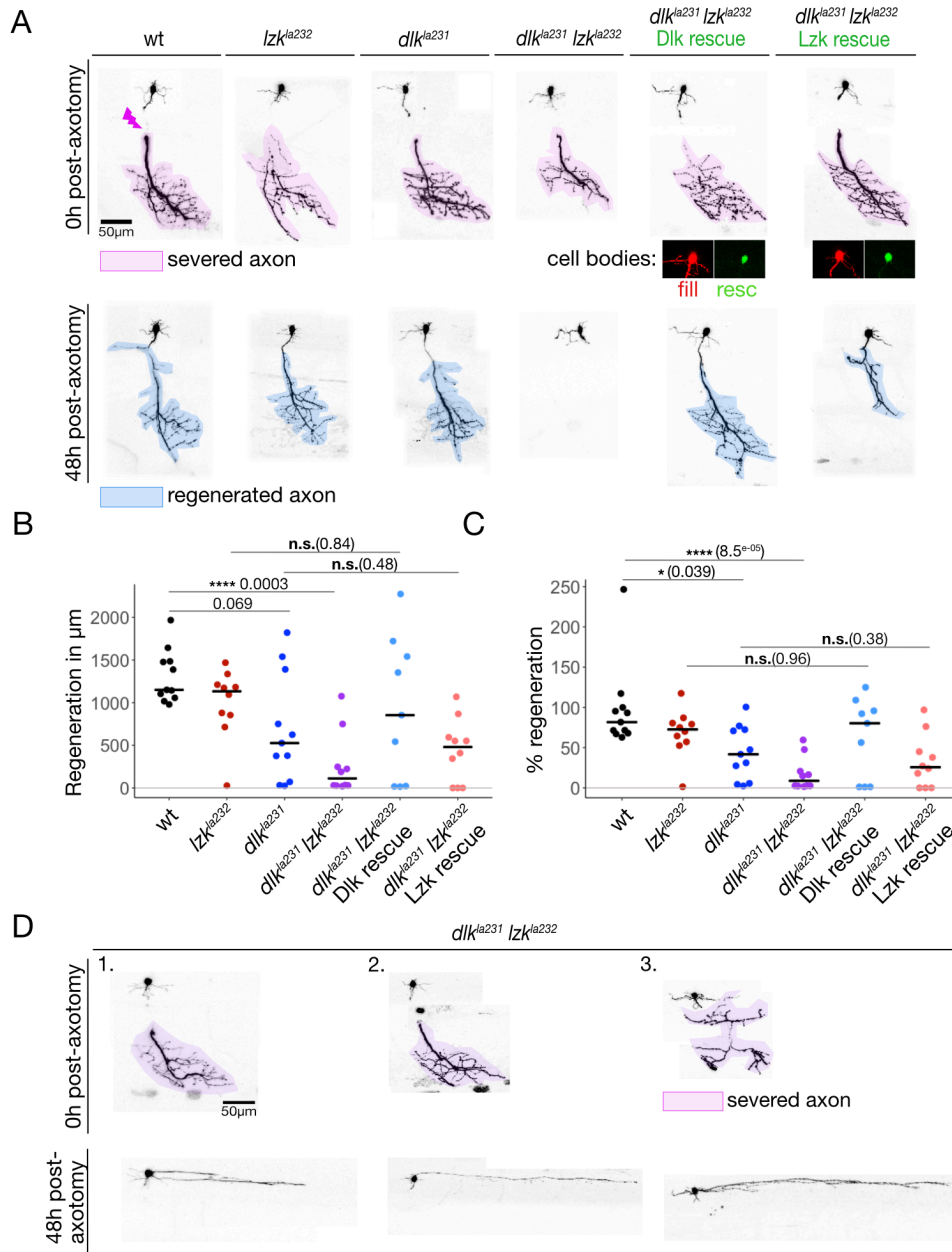 A
wt
lzk^la232
dlk^la231
dlk^la231 lzk^la232
dlk^la231 lzk^la232
Dlk rescue
dlk^la231 lzk^la232
Lzk rescue
0h post-axotomy
50µm
severed axon
cell bodies:
fill
resc
48h post-axotomy
regenerated axon
B
n.s.(0.84)
n.s.(0.48)
**** 0.0003
0.069
Regeneration in µm
2000
1500
1000
500
0
wt
lzk^la232
dlk^la231
dlk^la231 lzk^la232
dlk^la231 lzk^la232
Dlk rescue
dlk^la231 lzk^la232
Lzk rescue
C
**** (8.5^e-05)
* (0.039)
n.s.(0.38)
n.s.(0.96)
% regeneration
250
200
150
100
50
0
wt
lzk^la232
dlk^la231
dlk^la231 lzk^la232
dlk^la231 lzk^la232
Dlk rescue
dlk^la231 lzk^la232
Lzk rescue
D
dlk^la231 lzk^la232
0h post-axotomy
1.
2.
3.
50µm
severed axon
48h post-
axotomy